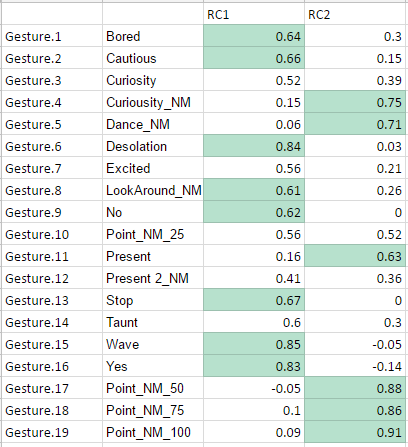 RC1 RC2
Gesture.1 Bored 0.64 0.3
Gesture.2 Cautious 0.66 0.15
Gesture.3 Curiosity 0.52 0.39
Gesture.4 Curiousity_NM 0.15 0.75
Gesture.5 Dance_NM 0.06 0.71
Gesture.6 Desolation 0.84 0.03
Gesture.7 Excited 0.56 0.21
Gesture.8 LookAround_NM 0.61 0.26
Gesture.9 No 0.62 0
Gesture.10 Point_NM_25 0.56 0.52
Gesture.11 Present 0.16 0.63
Gesture.12 Present 2_NM 0.41 0.36
Gesture.13 Stop 0.67 0
Gesture.14 Taunt 0.6 0.3
Gesture.15 Wave 0.85 -0.05
Gesture.16 Yes 0.83 -0.14
Gesture.17 Point_NM_50 -0.05 0.88
Gesture.18 Point_NM_75 0.1 0.86
Gesture.19 Point_NM_100 0.09 0.91